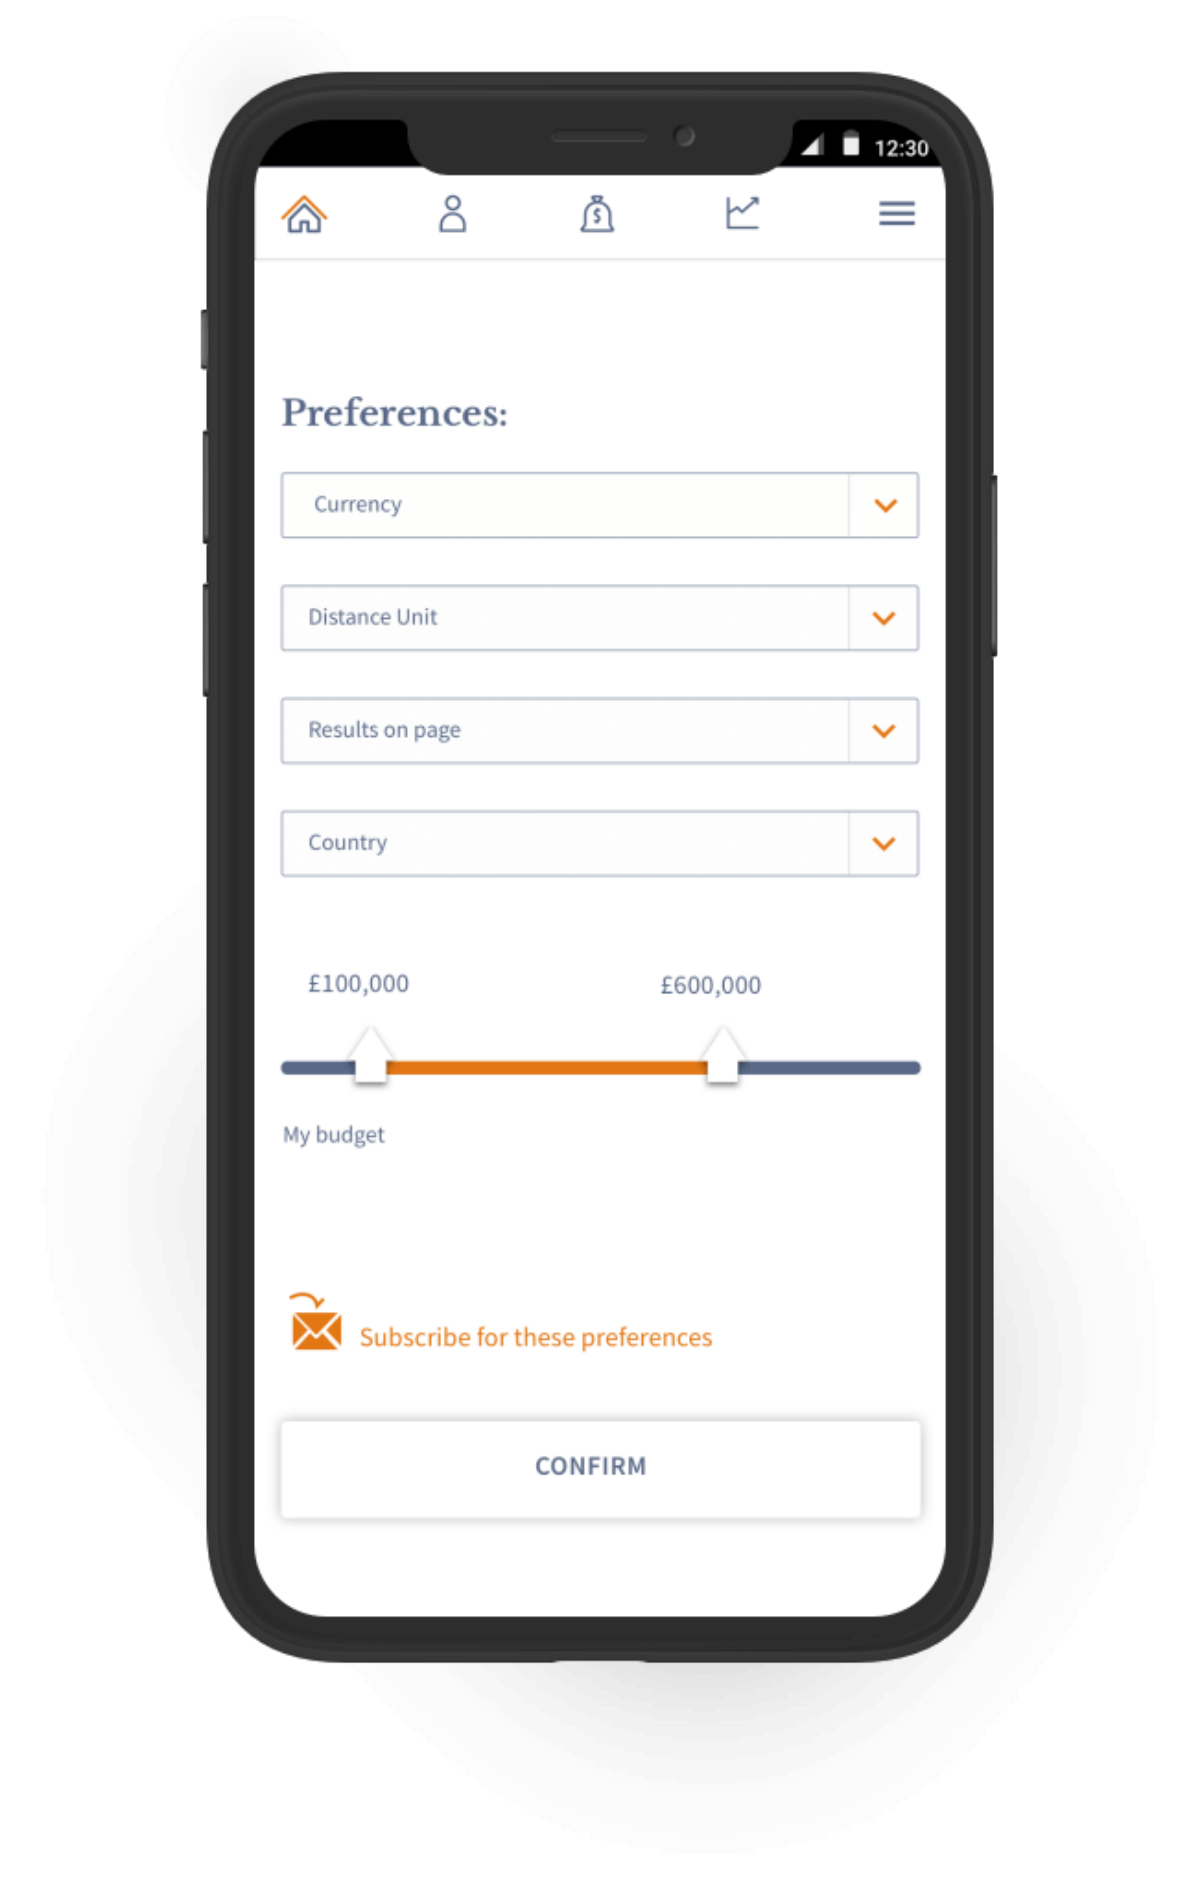 12:30
$
Preferences:
Currency
Distance Unit
Results on page
Country
£100,000
£600,000
My budget
Subscribe for these preferences
CONFIRM